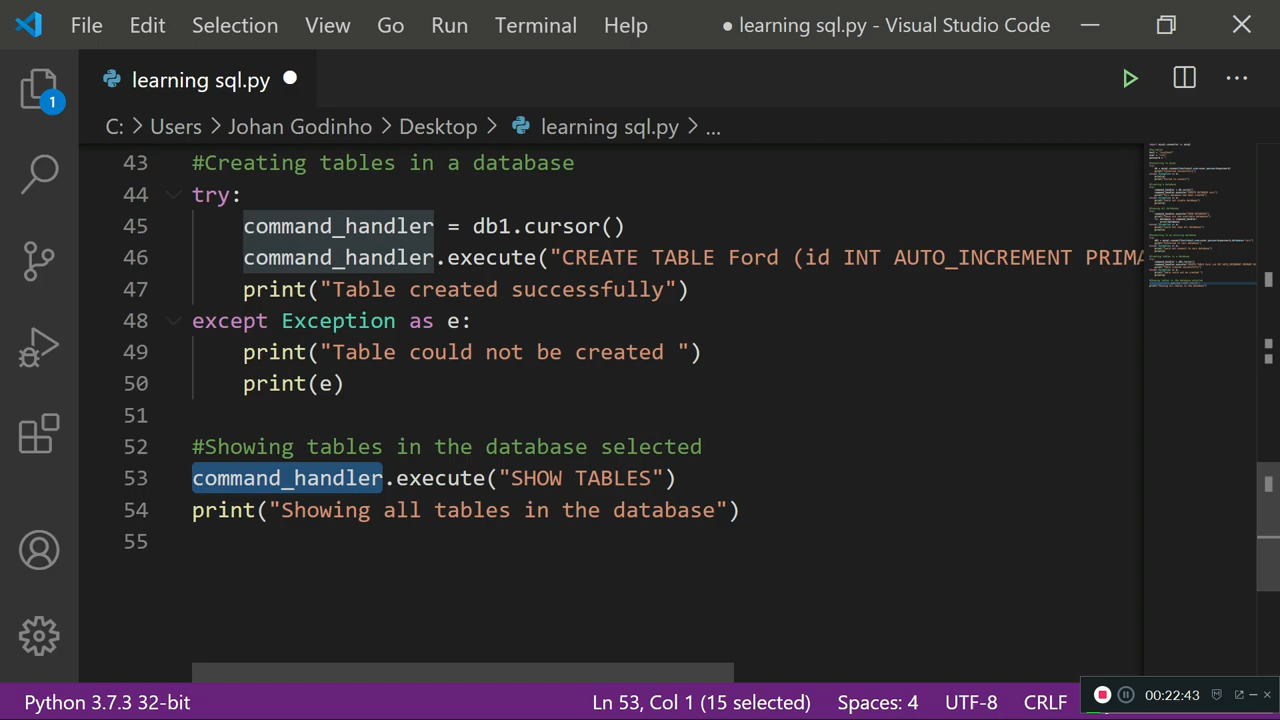 File Edit Selection View Go Run Terminal Help ● learning sql.py - Visual Studio Code
learning sql.py
C: > Users > Johan Godinho > Desktop > learning sql.py > ...
43 #Creating tables in a database
44 try:
45 command_handler = db1.cursor()
46 command_handler.execute("CREATE TABLE Ford (id INT AUTO_INCREMENT PRIMA
47 print("Table created successfully")
48 except Exception as e:
49 print("Table could not be created ")
50 print(e)
51
52 #Showing tables in the database selected
53 command_handler.execute("SHOW TABLES")
54 print("Showing all tables in the database")
55
1
Python 3.7.3 32-bit Ln 53, Col 1 (15 selected) Spaces: 4 UTF-8 CRLF 00:22:43